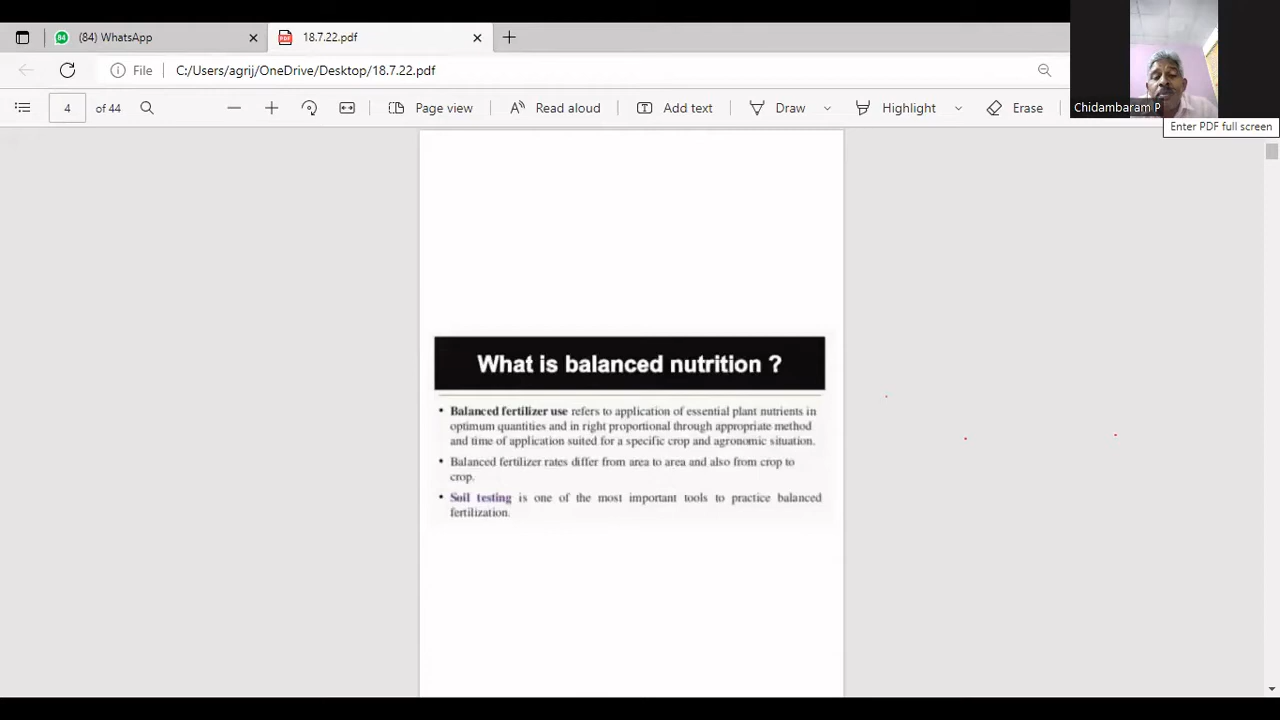 84
(84) WhatsApp
PDF
18.7.22.pdf
File
C:/Users/agrij/OneDrive/Desktop/18.7.22.pdf
4
of 44
Page view
Read aloud
Add text
Draw
Highlight
Erase
Chidambaram P
Enter PDF full screen
What is balanced nutrition ?
• Balanced fertilizer use refers to application of essential plant nutrients in
optimum quantities and in right proportional through appropriate method
and time of application suited for a specific crop and agronomic situation.
• Balanced fertilizer rates differ from area to area and also from crop to
crop.
• Soil testing is one of the most important tools to practice balanced
fertilization.